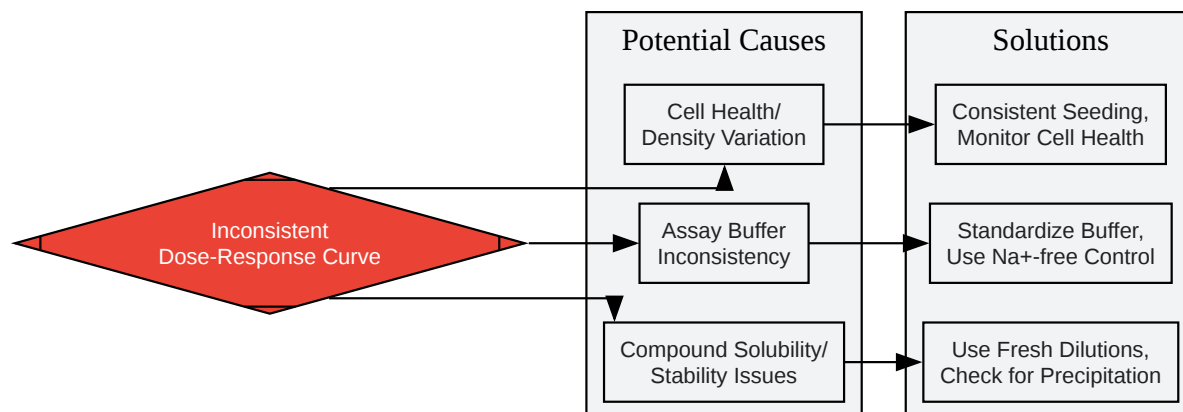 Potential Causes
Solutions
Cell Health/
Density Variation
Consistent Seeding,
Monitor Cell Health
Inconsistent
Dose-Response Curve
Assay Buffer
Inconsistency
Standardize Buffer,
Use Na+-free Control
Compound Solubility/
Stability Issues
Use Fresh Dilutions,
Check for Precipitation